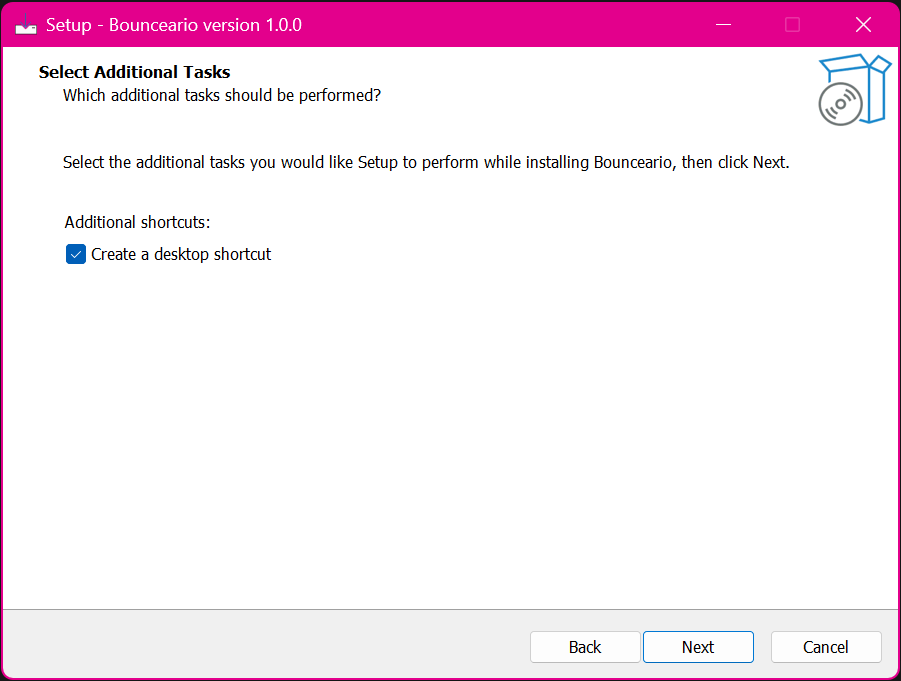 Setup - Bounceario version 1.0.0
Select Additional Tasks
Which additional tasks should be performed?
Select the additional tasks you would like Setup to perform while installing Bounceario, then click Next.
Additional shortcuts:
Create a desktop shortcut
Back Next Cancel